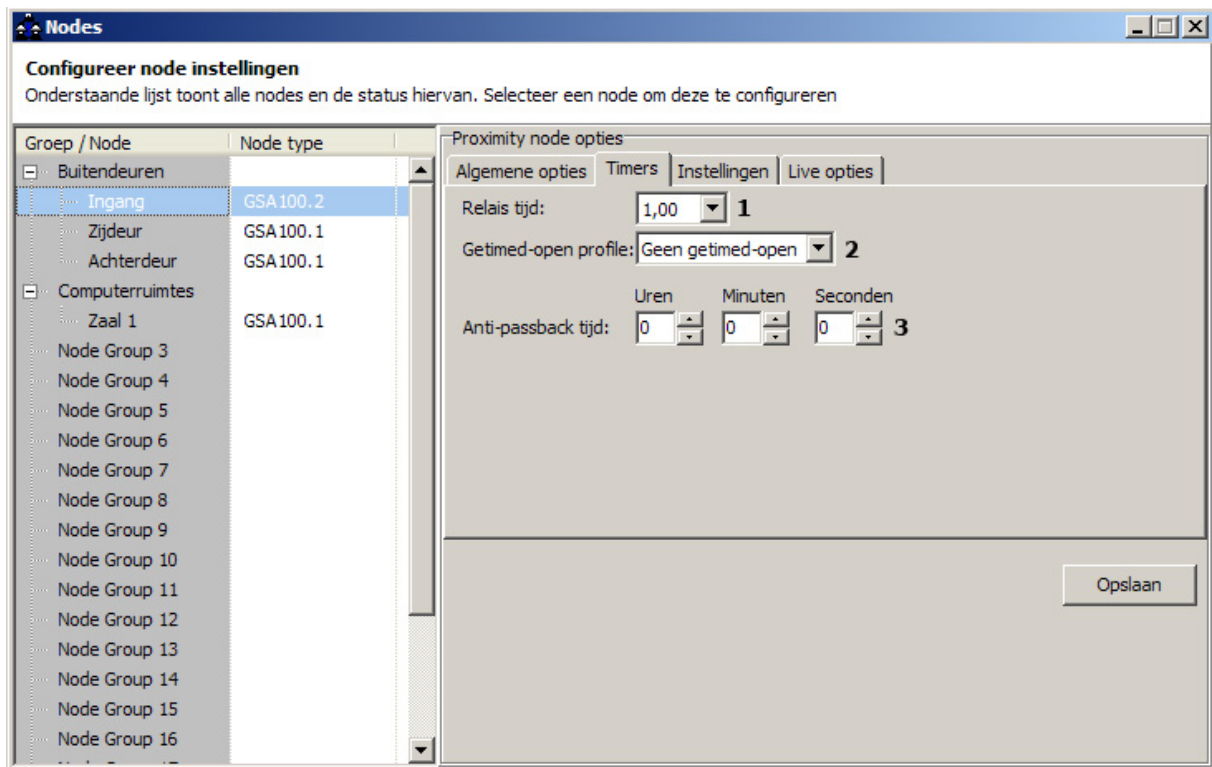 Nodes
Configureer node instellingen
Onderstaande lijst toont alle nodes en de status hiervan. Selecteer een node om deze te configureren
Groep / Node Node type
Buitendeuren
Ingang GSA100.2
Zijdeur GSA100.1
Achterdeur GSA100.1
Computerruimtes
Zaal 1 GSA100.1
Node Group 3
Node Group 4
Node Group 5
Node Group 6
Node Group 7
Node Group 8
Node Group 9
Node Group 10
Node Group 11
Node Group 12
Node Group 13
Node Group 14
Node Group 15
Node Group 16
Proximity node opties
Algemene opties Timers Instellingen Live opties
Relais tijd: 1,00 1
Getimed-open profile: Geen getimed-open 2
Uren Minuten Seconden
Anti-passback tijd: 0 0 0 3
Opslaan